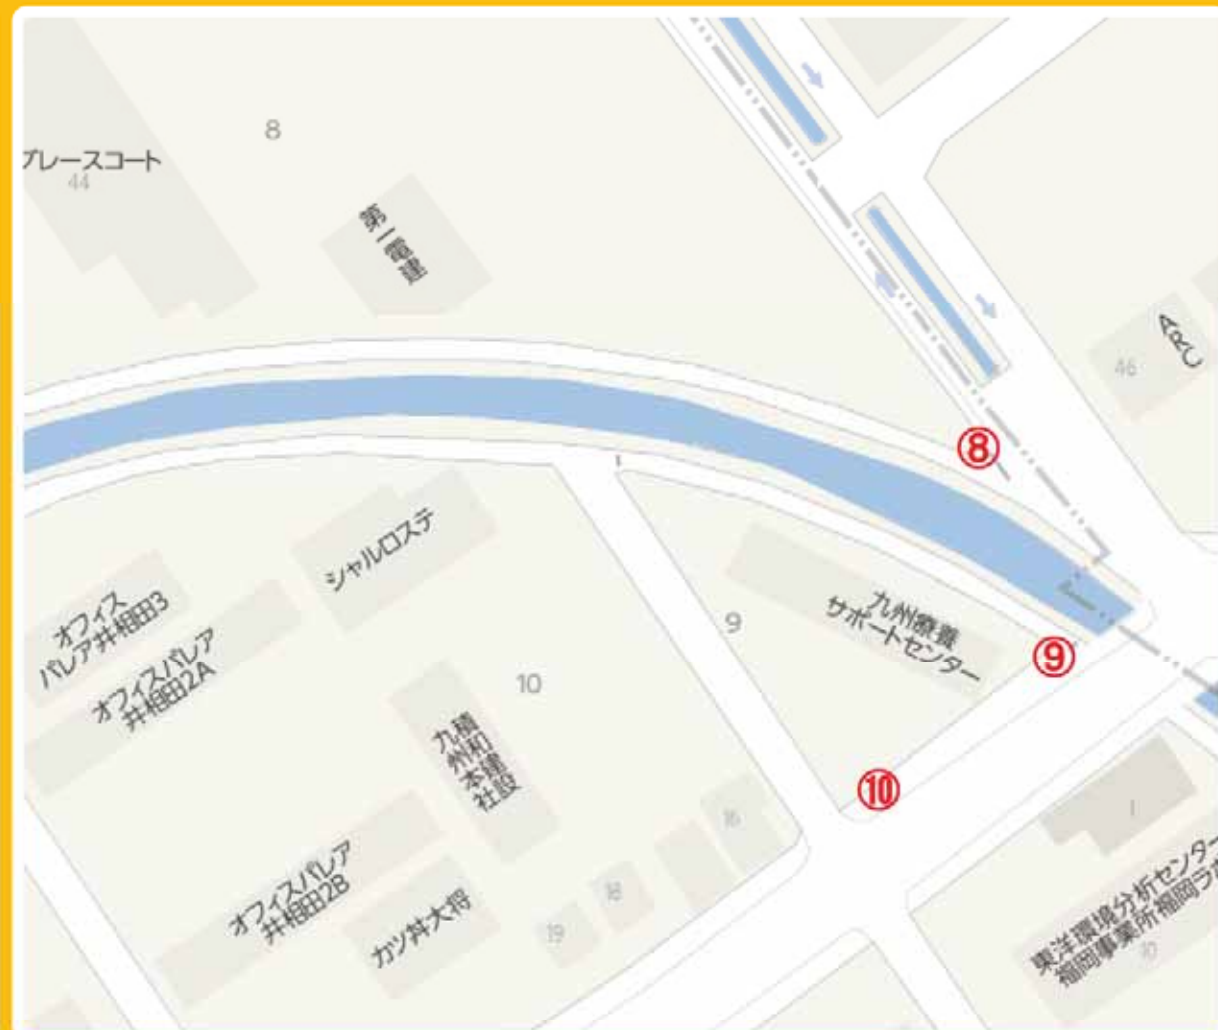 8
プレースコート
44
第一電建
ARC
46
⑧
シャルロステ
オフィス
パレア井相田3
オフィスパレア
井相田2A
九州療養
サポートセンター
9
⑨
10
積和建設
九州本社
⑩
16
1
オフィスパレア
井相田2B
カツ丼大将
18
19
東洋環境分析センター
福岡事業所福岡ラボ
10